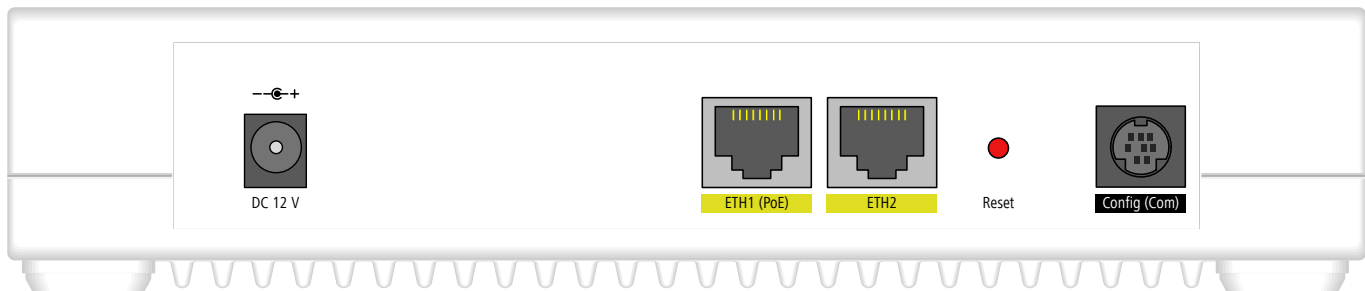 DC 12 V
ETH1 (PoE)
ETH2
Reset
Config (Com)